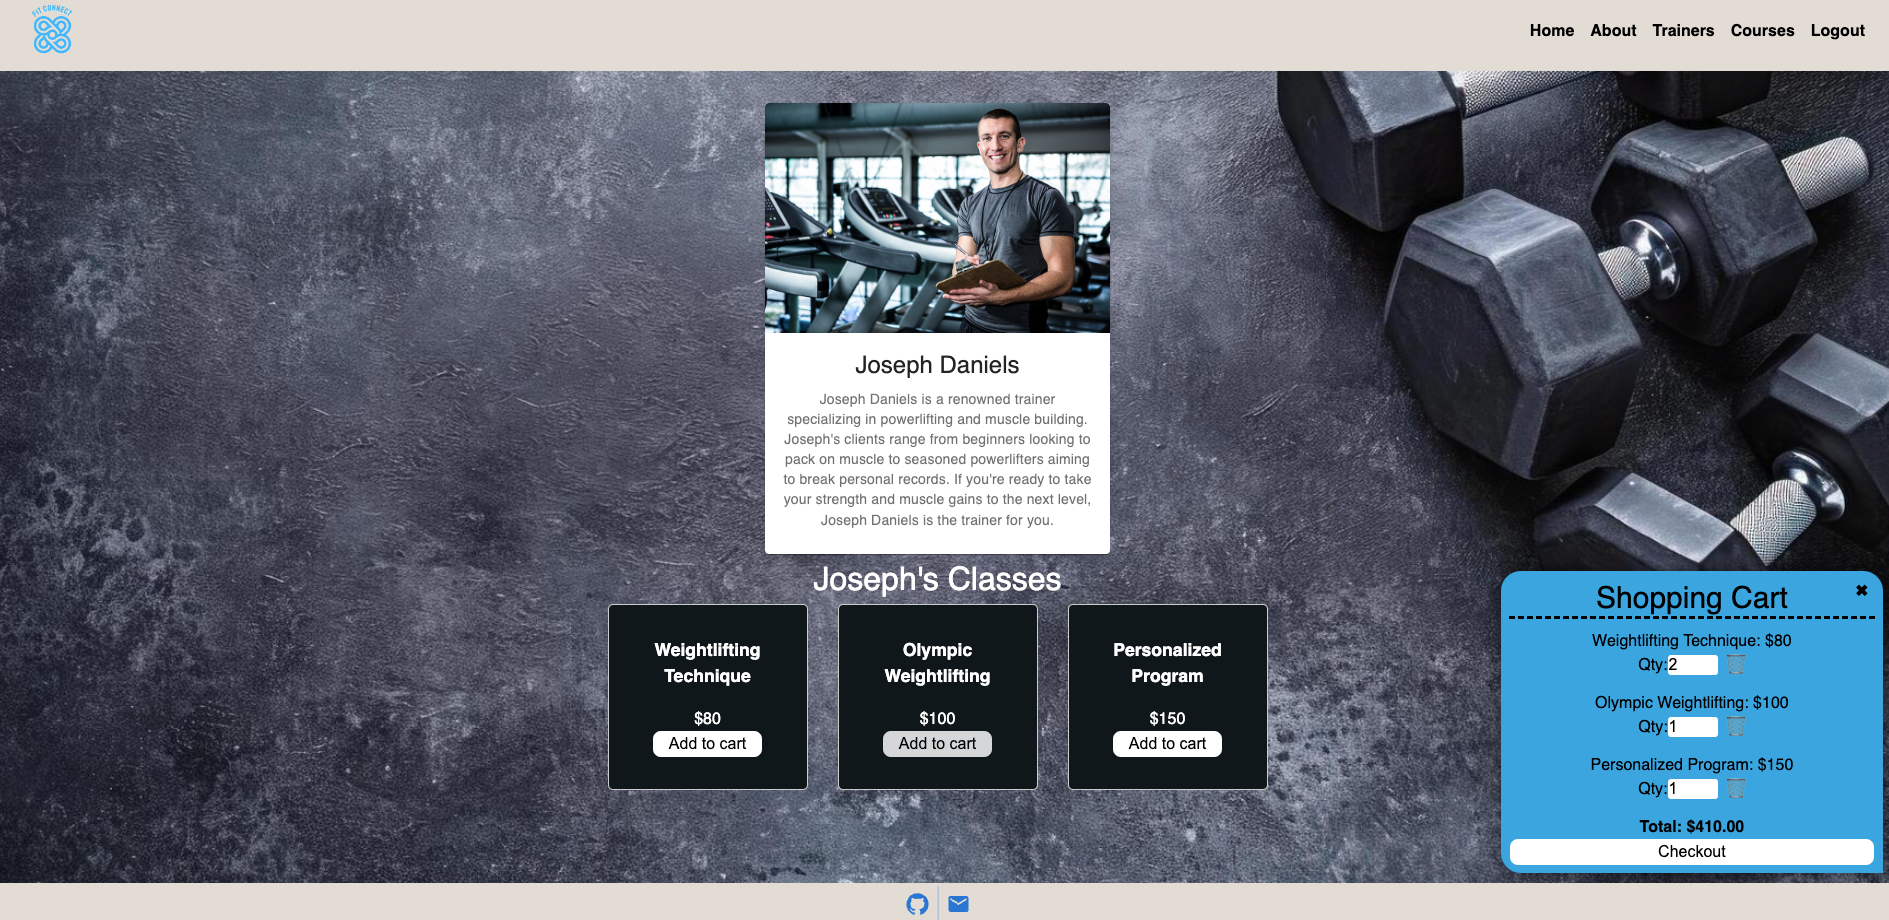 FIT CONNECT
Home About Trainers Courses Logout
Joseph Daniels
Joseph Daniels is a renowned trainer
specializing in powerlifting and muscle building.
Joseph's clients range from beginners looking to
pack on muscle to seasoned powerlifters aiming
to break personal records. If you're ready to take
your strength and muscle gains to the next level,
Joseph Daniels is the trainer for you.
Joseph's Classes
Weightlifting
Technique
$80
Add to cart
Olympic
Weightlifting
$100
Add to cart
Personalized
Program
$150
Add to cart
Shopping Cart ✖
Weightlifting Technique: $80
Qty:2
Olympic Weightlifting: $100
Qty:1
Personalized Program: $150
Qty:1
Total: $410.00
Checkout